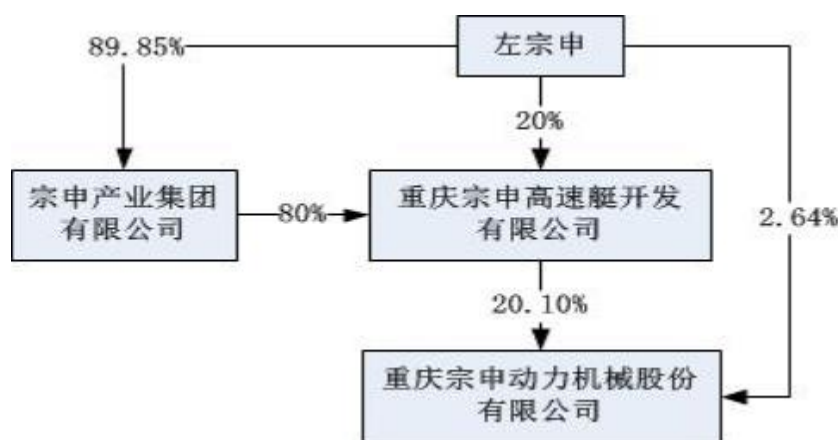 89.85%
左宗申
20%
宗申产业集团
有限公司
80%
重庆宗申高速艇开发
有限公司
2.64%
20.10%
重庆宗申动力机械股份
有限公司